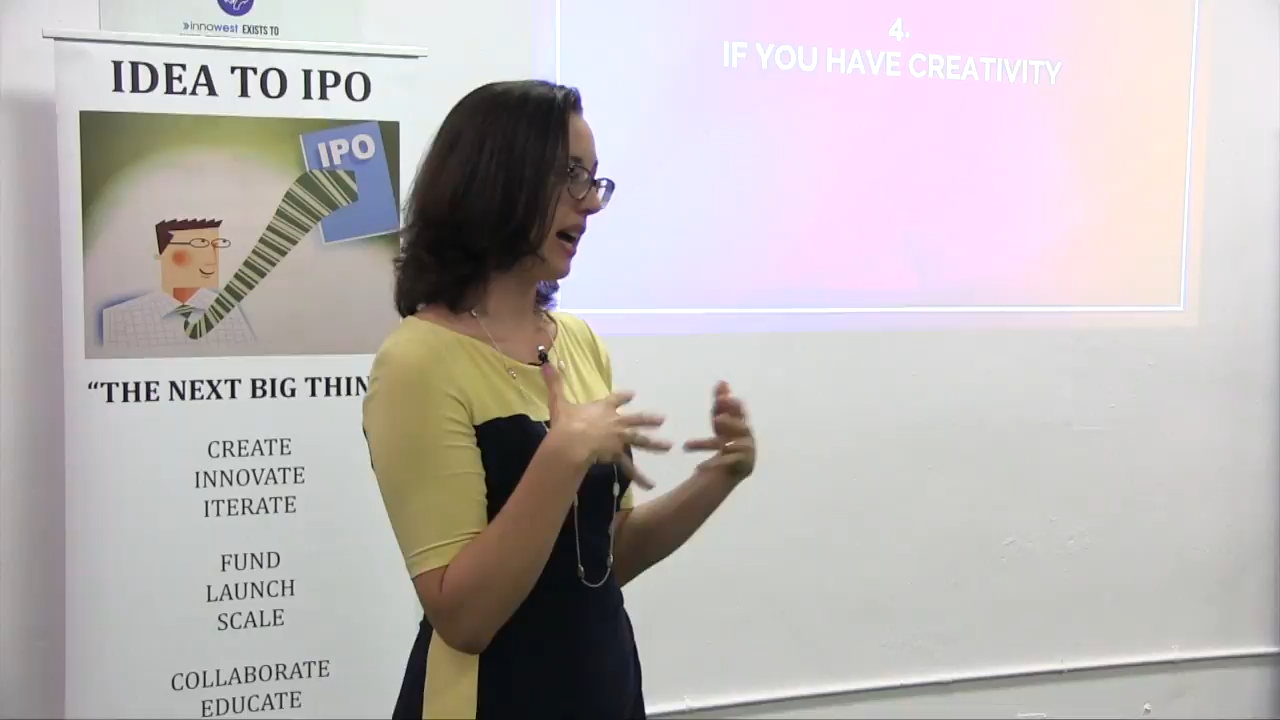 »innowest EXISTS TO
IDEA TO IPO
IPO
“THE NEXT BIG THIN
CREATE
INNOVATE
ITERATE
FUND
LAUNCH
SCALE
COLLABORATE
EDUCATE
4.
IF YOU HAVE CREATIVITY